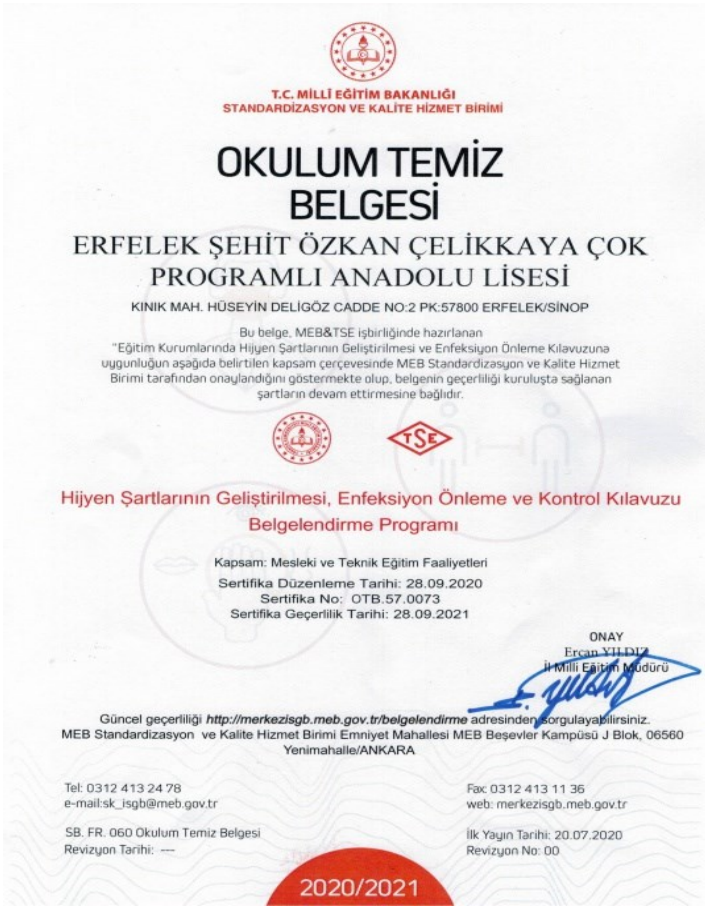 T.C. MİLLÎ EĞİTİM BAKANLIĞI
STANDARDİZASYON VE KALİTE HİZMET BİRİMİ
OKULUM TEMİZ
BELGESİ
ERFELEK ŞEHİT ÖZKAN ÇELİKKAYA ÇOK
PROGRAMLI ANADOLU LİSESİ
KINIK MAH. HÜSEYİN DELİGÖZ CADDE NO:2 PK:57800 ERFELEK/SİNOP
Bu belge, MEB&TSE işbirliğinde hazırlanan
"Eğitim Kurumlarında Hijyen Şartlarının Geliştirilmesi ve Enfeksiyon Önleme Kılavuzuna
uygunluğun aşağıda belirtilen kapsam çerçevesinde MEB Standardizasyon ve Kalite Hizmet
Birimi tarafından onaylandığını göstermekte olup, belgenin geçerliliği kuruluşta sağlanan
şartların devam ettirmesine bağlıdır.
TSE
Hijyen Şartlarının Geliştirilmesi, Enfeksiyon Önleme ve Kontrol Kılavuzu
Belgelendirme Programı
Kapsam: Mesleki ve Teknik Eğitim Faaliyetleri
Sertifika Düzenleme Tarihi: 28.09.2020
Sertifika No: OTB.57.0073
Sertifika Geçerlilik Tarihi: 28.09.2021
ONAY
Ercan YILDIZ
İl Milli Eğitim Müdürü
Güncel geçerliliği http://merkezisgb.meb.gov.tr/belgelendirme adresinden sorgulayabilirsiniz.
MEB Standardizasyon ve Kalite Hizmet Birimi Emniyet Mahallesi MEB Beşevler Kampüsü J Blok, 06560
Yenimahalle/ANKARA
Tel: 0312 413 24 78
e-mail:sk_isgb@meb.gov.tr
Fax: 0312 413 11 36
web: merkezisgb.meb.gov.tr
SB. FR. 060 Okulum Temiz Belgesi
Revizyon Tarihi: ---
İlk Yayın Tarihi: 20.07.2020
Revizyon No: 00
2020/2021